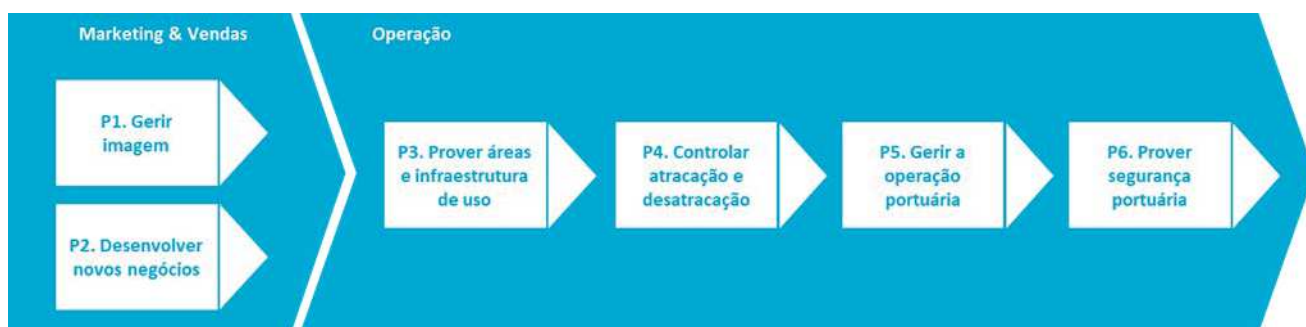 Marketing & Vendas
P1. Gerir
imagem
P2. Desenvolver
novos negócios
Operação
P3. Prover áreas
e infraestrutura
de uso
P4. Controlar
atracação e
desatracação
P5. Gerir a
operação
portuária
P6. Prover
segurança
portuária